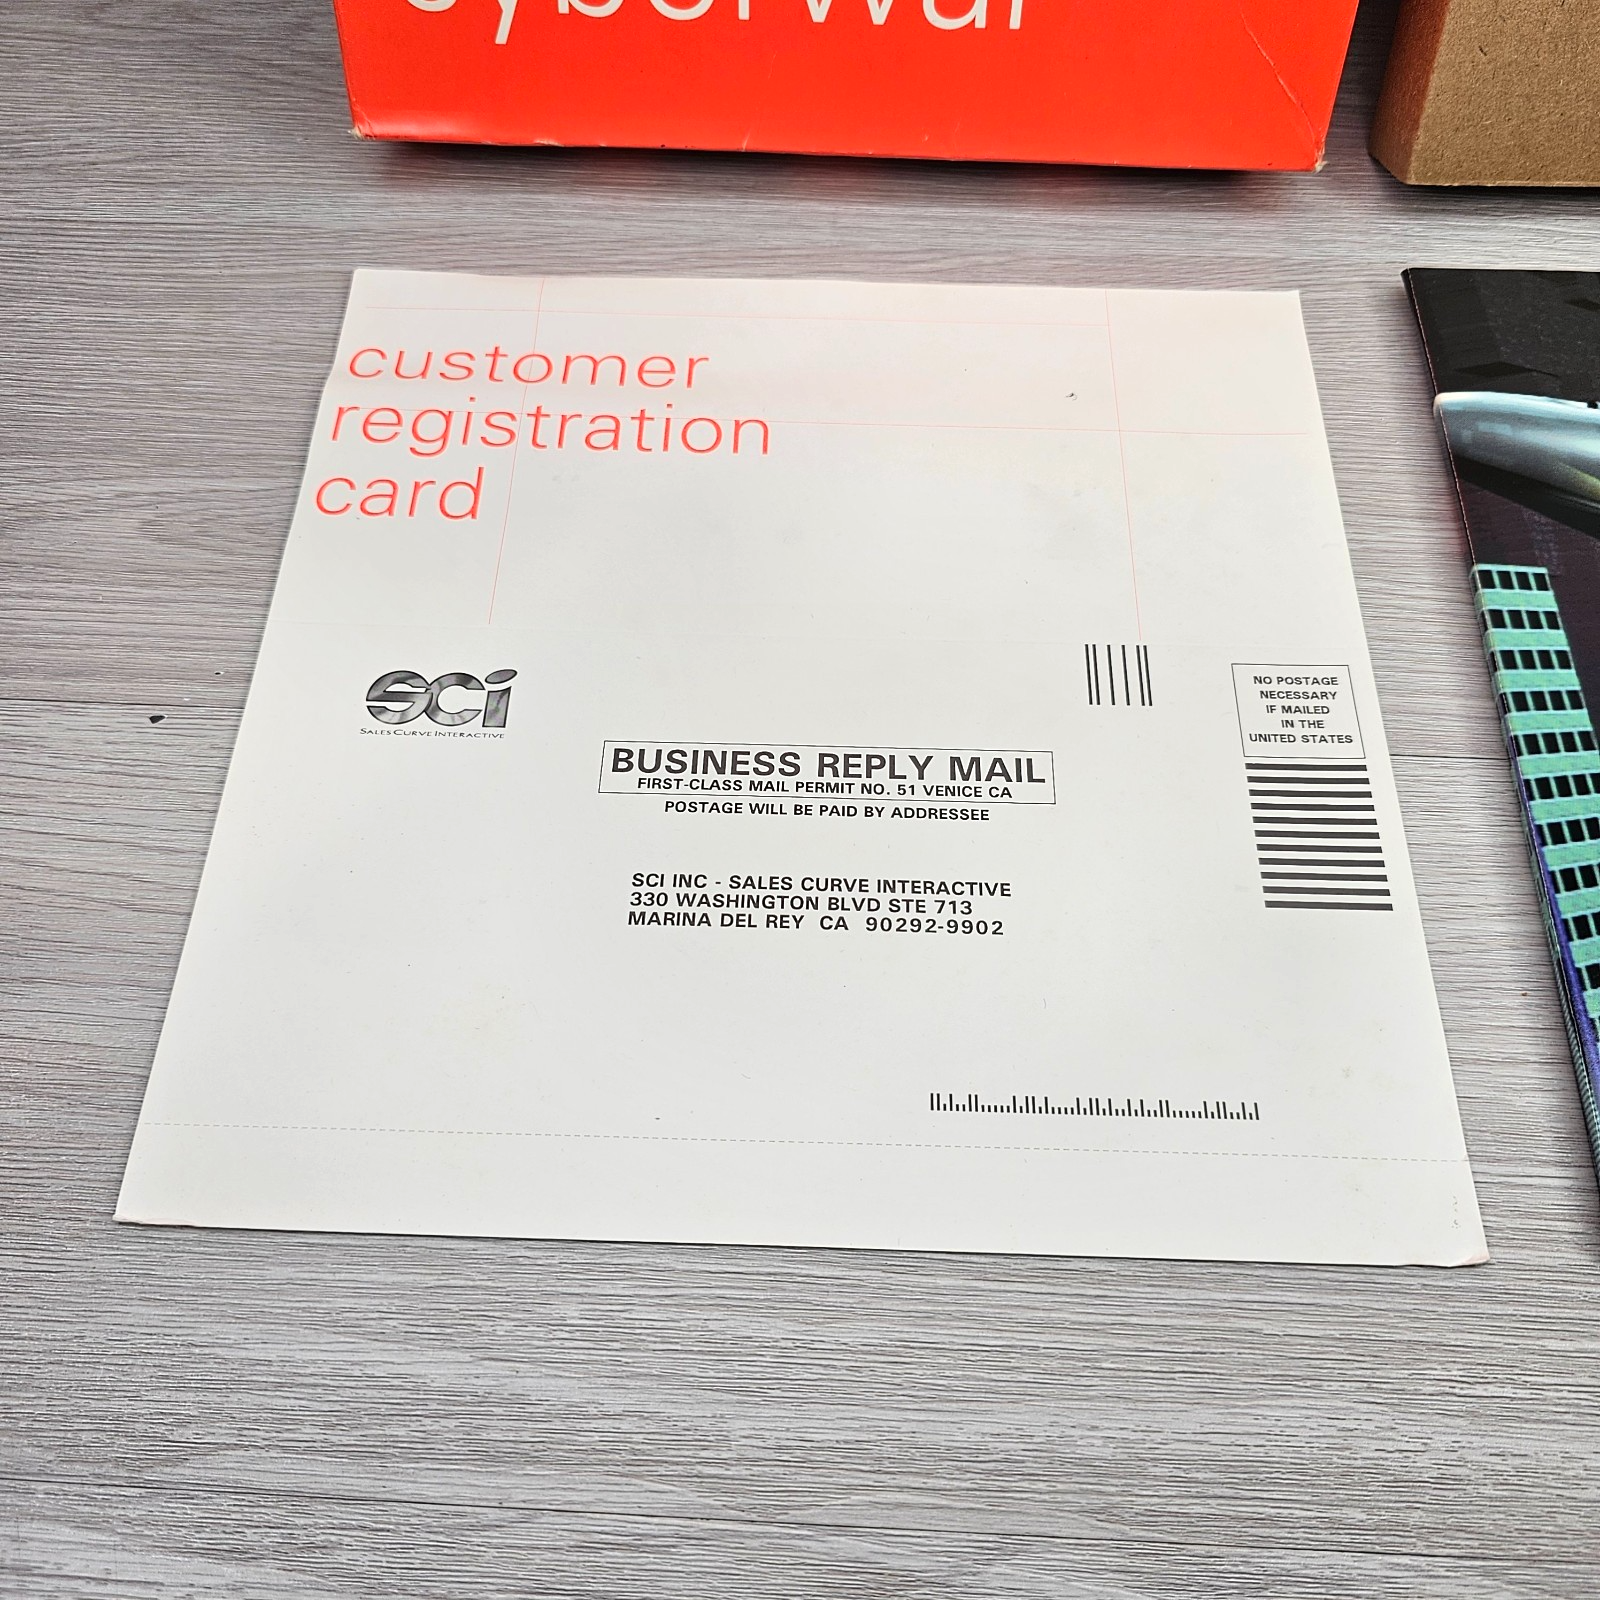 cyberwar
customer
registration
card
SCi
SALES CURVE INTERACTIVE
NO POSTAGE
NECESSARY
IF MAILED
IN THE
UNITED STATES
BUSINESS REPLY MAIL
FIRST-CLASS MAIL PERMIT NO. 51 VENICE CA
POSTAGE WILL BE PAID BY ADDRESSEE
SCI INC - SALES CURVE INTERACTIVE
330 WASHINGTON BLVD STE 713
MARINA DEL REY CA 90292-9902